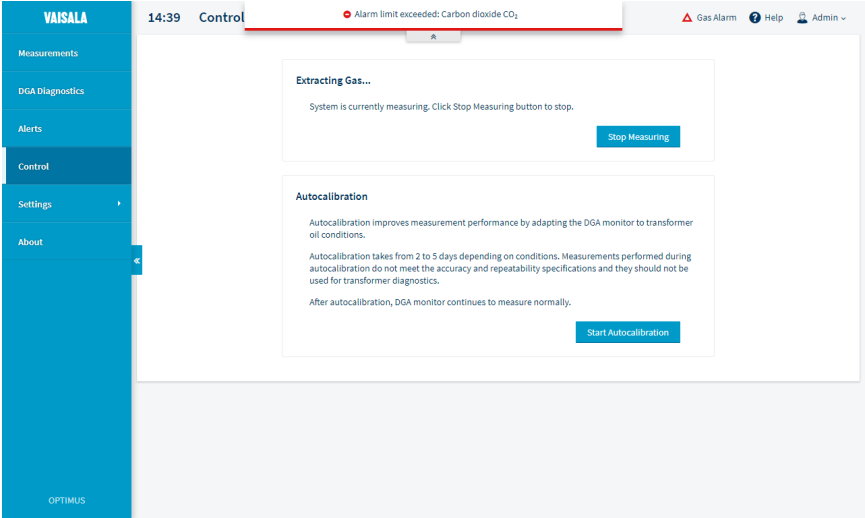 VAISALA
14:39 Control
Alarm limit exceeded: Carbon dioxide CO₂
Gas Alarm
? Help
Admin
Measurements
DGA Diagnostics
Alerts
Control
Settings
About
«
Extracting Gas...
System is currently measuring. Click Stop Measuring button to stop.
Stop Measuring
Autocalibration
Autocalibration improves measurement performance by adapting the DGA monitor to transformer
oil conditions.
Autocalibration takes from 2 to 5 days depending on conditions. Measurements performed during
autocalibration do not meet the accuracy and repeatability specifications and they should not be
used for transformer diagnostics.
After autocalibration, DGA monitor continues to measure normally.
Start Autocalibration
OPTIMUS